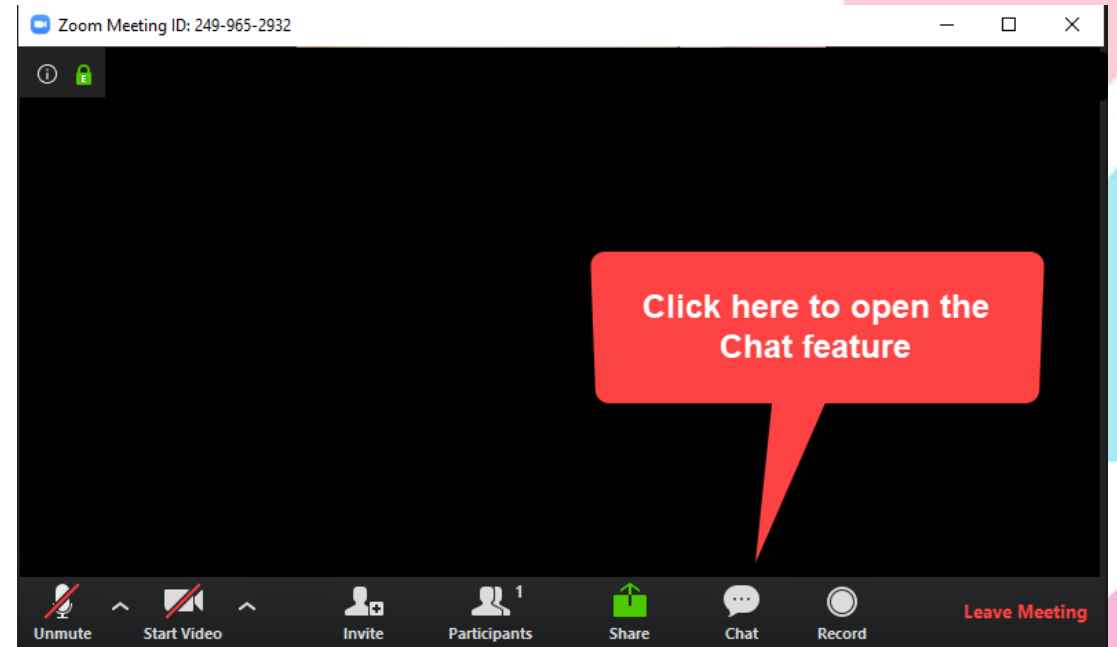 Zoom Meeting ID: 249-965-2932
E
Click here to open the
Chat feature
1
Unmute
Start Video
Invite
Participants
Share
Chat
Record
Leave Meeting